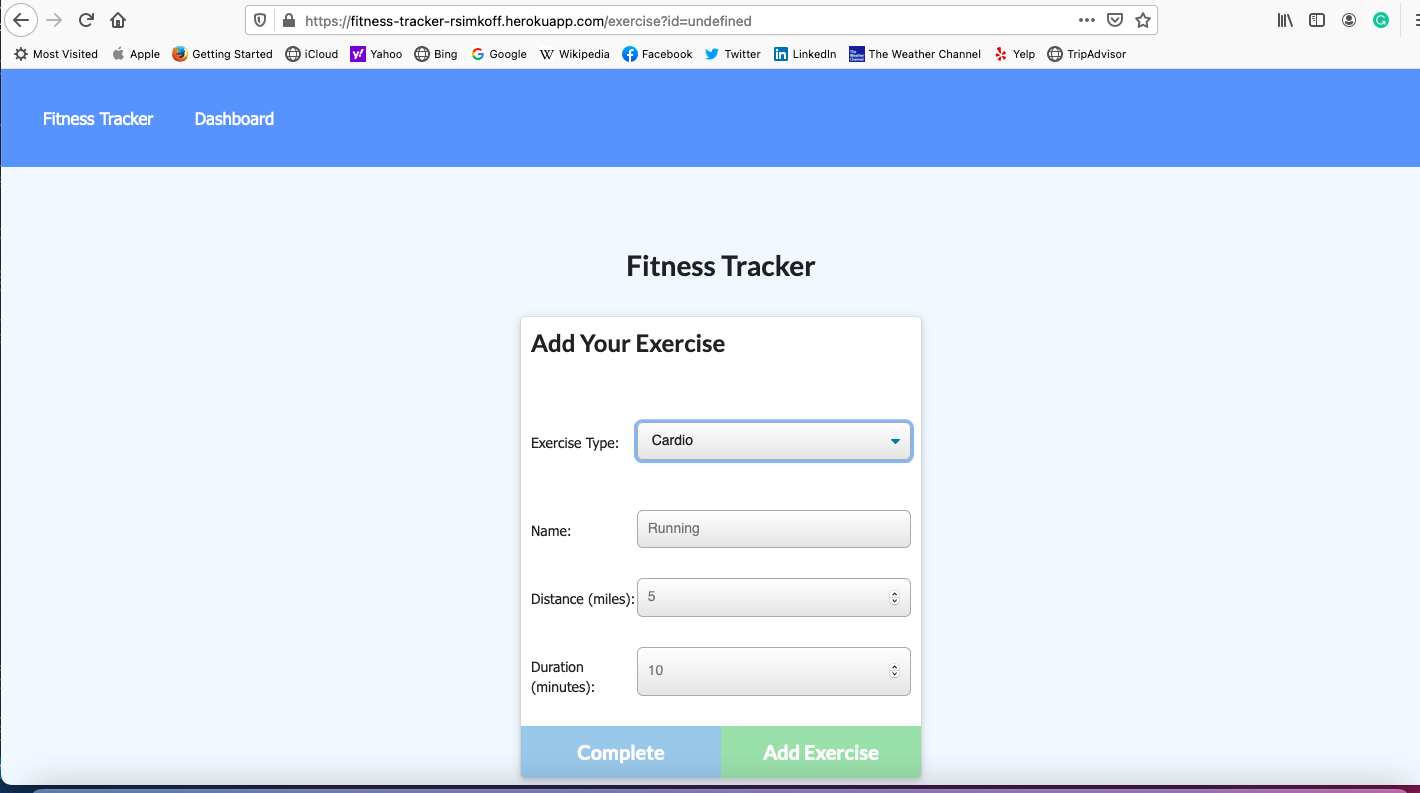 https://fitness-tracker-rsimkoff.herokuapp.com/exercise?id=undefined
Most Visited Apple Getting Started iCloud Yahoo Bing Google Wikipedia Facebook Twitter LinkedIn The Weather Channel Yelp TripAdvisor
Fitness Tracker Dashboard
Fitness Tracker
Add Your Exercise
Exercise Type: Cardio
Name: Running
Distance (miles): 5
Duration (minutes): 10
Complete Add Exercise